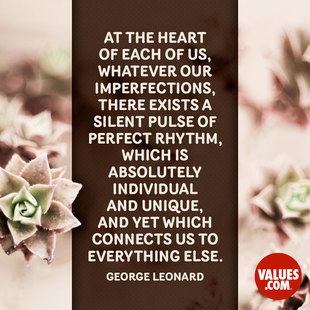 AT THE HEART
OF EACH OF US,
WHATEVER OUR
IMPERFECTIONS,
THERE EXISTS A
SILENT PULSE OF
PERFECT RHYTHM,
WHICH IS
ABSOLUTELY
INDIVIDUAL
AND UNIQUE,
AND YET WHICH
CONNECTS US TO
EVERYTHING ELSE.
GEORGE LEONARD
VALUES
.COM